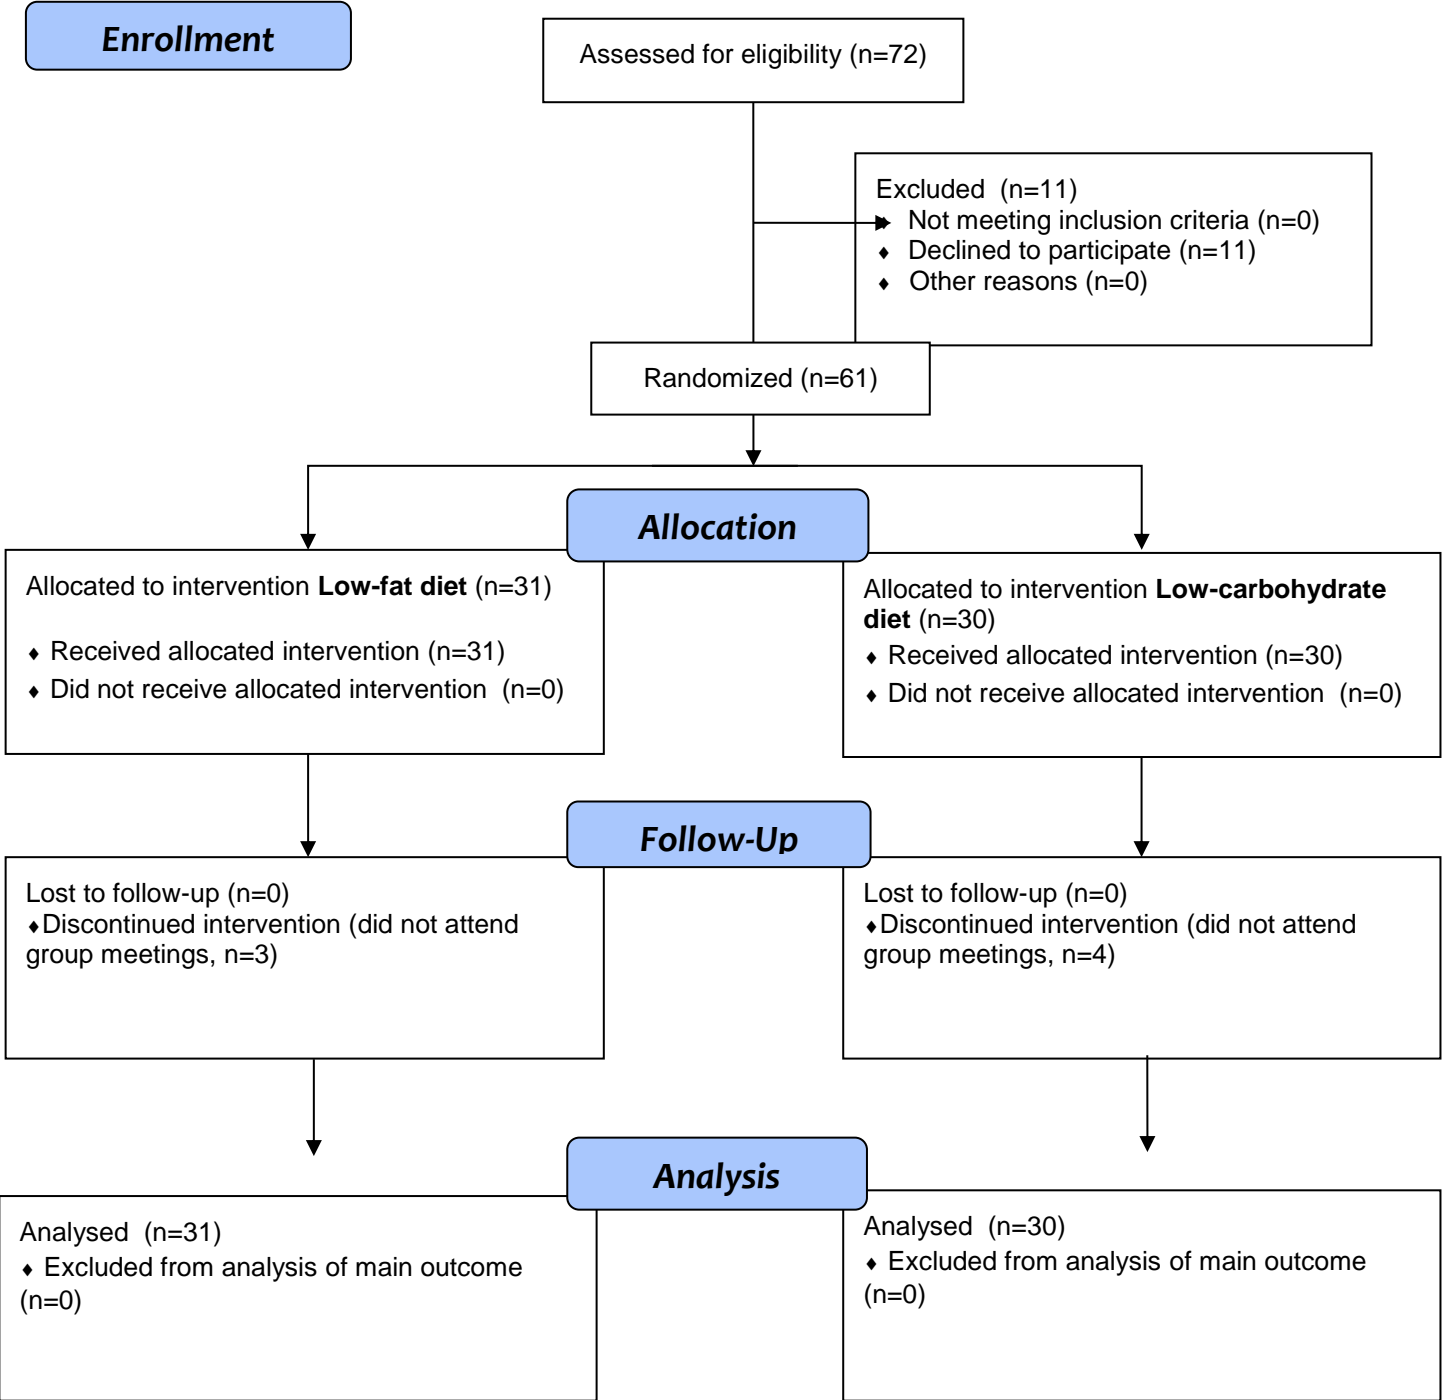 Enrollment
Assessed for eligibility (n=72)
Excluded (n=11)
Not meeting inclusion criteria (n=0)
♦ Declined to participate (n=11)
♦ Other reasons (n=0)
Randomized (n=61)
Allocation
Allocated to intervention Low-fat diet (n=31)
♦ Received allocated intervention (n=31)
♦ Did not receive allocated intervention (n=0)
Allocated to intervention Low-carbohydrate
diet (n=30)
♦ Received allocated intervention (n=30)
♦ Did not receive allocated intervention (n=0)
Follow-Up
Lost to follow-up (n=0)
♦Discontinued intervention (did not attend
group meetings, n=3)
Lost to follow-up (n=0)
♦Discontinued intervention (did not attend
group meetings, n=4)
Analysis
Analysed (n=31)
♦ Excluded from analysis of main outcome
(n=0)
Analysed (n=30)
♦ Excluded from analysis of main outcome
(n=0)